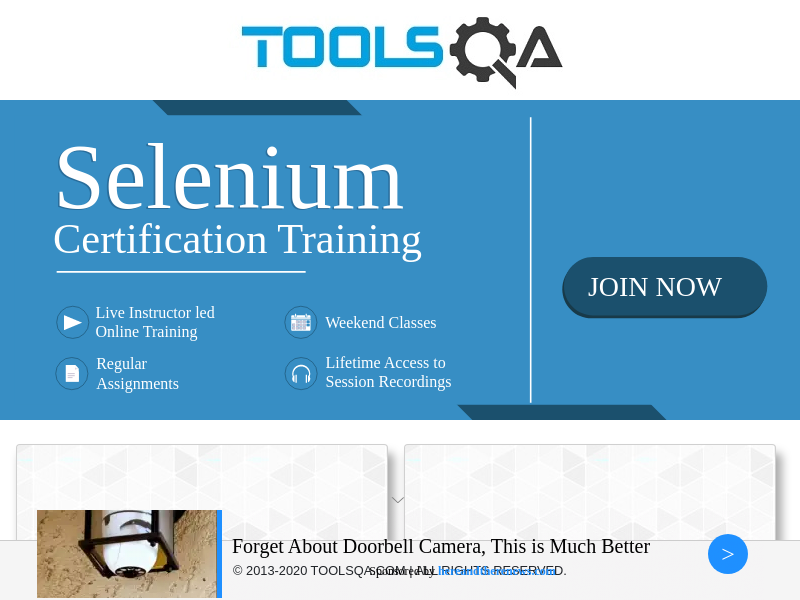 TOOLSQA
Selenium
Certification Training
Live Instructor led
Online Training
Weekend Classes
Regular
Assignments
Lifetime Access to
Session Recordings
JOIN NOW
Forget About Doorbell Camera, This is Much Better
>
© 2013-2020 TOOLSQA.COM | ALL RIGHTS RESERVED.
Sponsored by